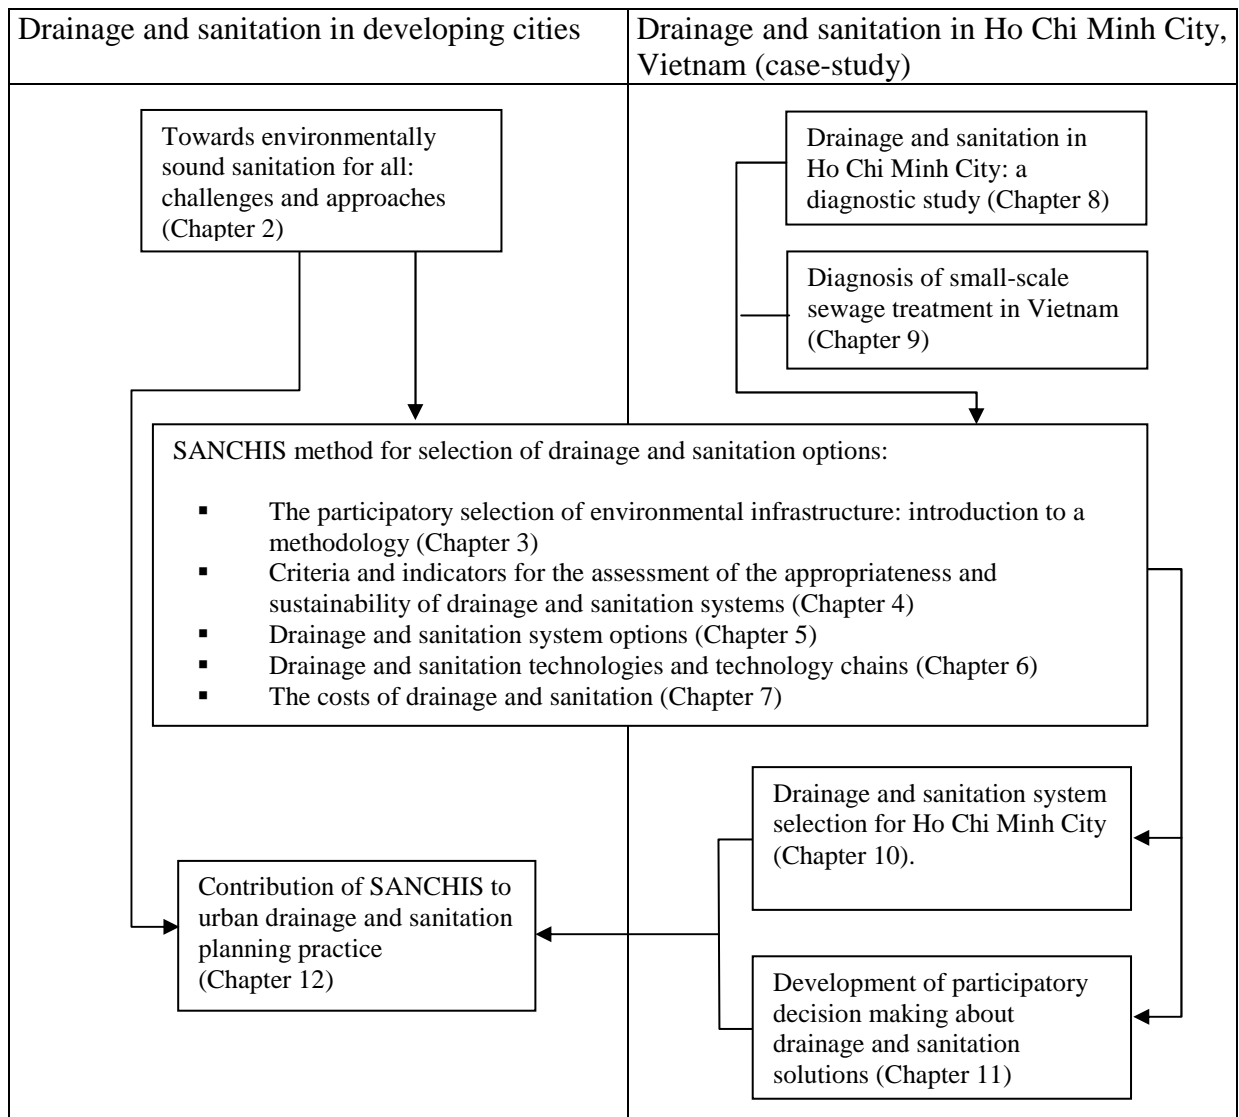 Drainage and sanitation in developing cities
Drainage and sanitation in Ho Chi Minh City,
Vietnam (case-study)
Towards environmentally
sound sanitation for all:
challenges and approaches
(Chapter 2)
Drainage and sanitation in
Ho Chi Minh City: a
diagnostic study (Chapter 8)
Diagnosis of small-scale
sewage treatment in Vietnam
(Chapter 9)
SANCHIS method for selection of drainage and sanitation options:
▪ The participatory selection of environmental infrastructure: introduction to a
methodology (Chapter 3)
▪ Criteria and indicators for the assessment of the appropriateness and
sustainability of drainage and sanitation systems (Chapter 4)
▪ Drainage and sanitation system options (Chapter 5)
▪ Drainage and sanitation technologies and technology chains (Chapter 6)
▪ The costs of drainage and sanitation (Chapter 7)
Drainage and sanitation system
selection for Ho Chi Minh City
(Chapter 10).
Contribution of SANCHIS to
urban drainage and sanitation
planning practice
(Chapter 12)
Development of participatory
decision making about
drainage and sanitation
solutions (Chapter 11)